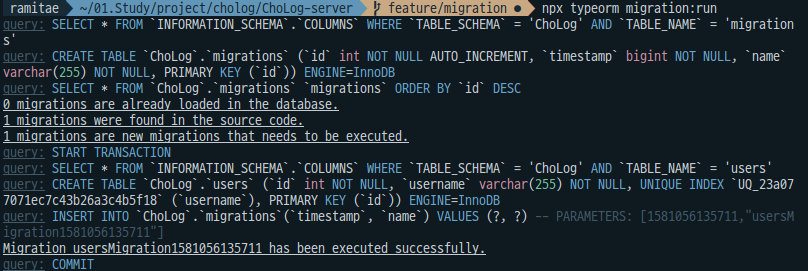 ramitae ~/01.Study/project/cholog/ChoLog-server feature/migration ● npx typeorm migration:run
query: SELECT * FROM `INFORMATION_SCHEMA`.`COLUMNS` WHERE `TABLE_SCHEMA` = 'ChoLog' AND `TABLE_NAME` = 'migration
s'
query: CREATE TABLE `ChoLog`.`migrations` (`id` int NOT NULL AUTO_INCREMENT, `timestamp` bigint NOT NULL, `name`
varchar(255) NOT NULL, PRIMARY KEY (`id`)) ENGINE=InnoDB
query: SELECT * FROM `ChoLog`.`migrations` `migrations` ORDER BY `id` DESC
0 migrations are already loaded in the database.
1 migrations were found in the source code.
1 migrations are new migrations that needs to be executed.
query: START TRANSACTION
query: SELECT * FROM `INFORMATION_SCHEMA`.`COLUMNS` WHERE `TABLE_SCHEMA` = 'ChoLog' AND `TABLE_NAME` = 'users'
query: CREATE TABLE `ChoLog`.`users` (`id` int NOT NULL, `username` varchar(255) NOT NULL, UNIQUE INDEX `UQ_23a07
7071ec7c43b26a3c4b5f18` (`username`), PRIMARY KEY (`id`)) ENGINE=InnoDB
query: INSERT INTO `ChoLog`.`migrations`(`timestamp`, `name`) VALUES (?, ?) -- PARAMETERS: [1581056135711,"usersM
igration1581056135711"]
Migration usersMigration1581056135711 has been executed successfully.
query: COMMIT